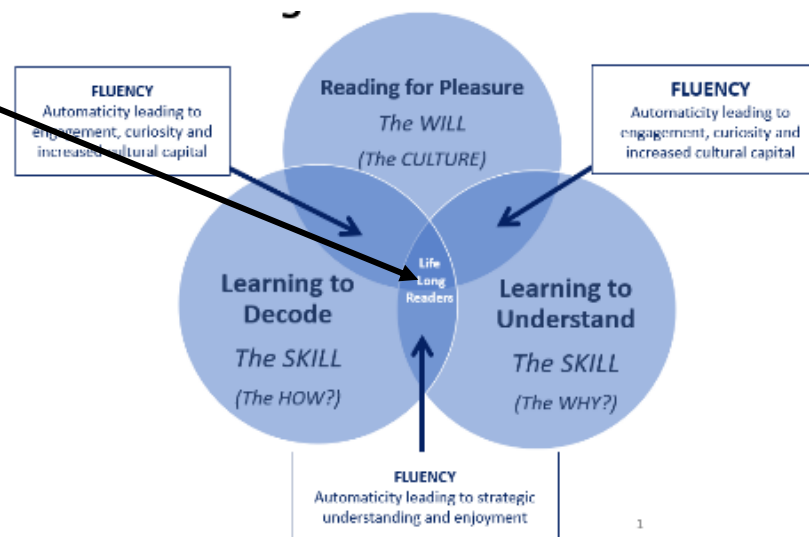 g
FLUENCY
Automaticity leading to
engagement, curiosity and
increased cultural capital
Reading for Pleasure
The WILL
(The CULTURE)
FLUENCY
Automaticity leading to
engagement, curiosity and
increased cultural capital
Life
Long
Readers
Learning to
Decode
The SKILL
(The HOW?)
Learning to
Understand
The SKILL
(The WHY?)
FLUENCY
Automaticity leading to strategic
understanding and enjoyment
1